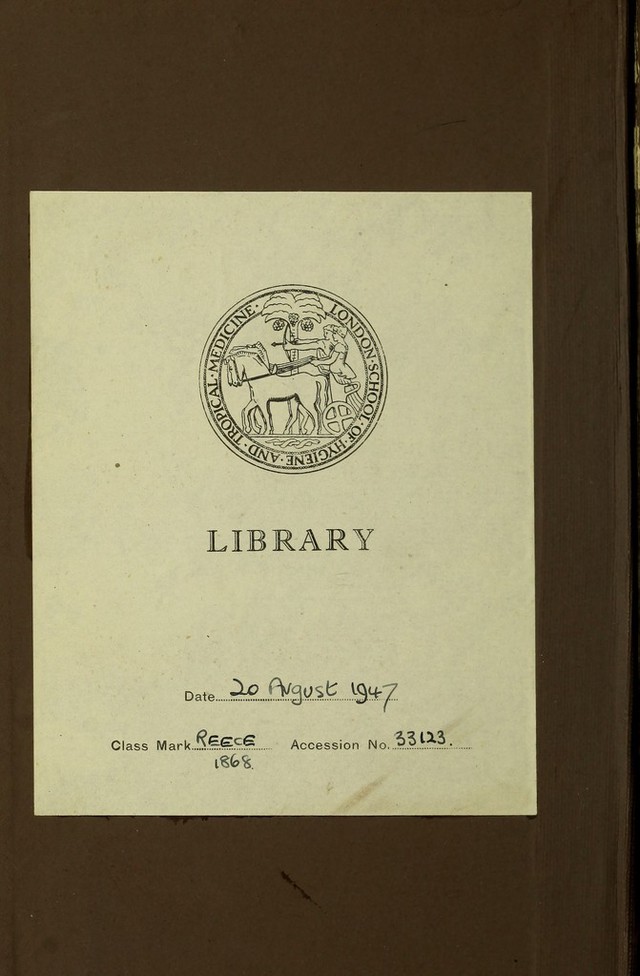 LONDON·SCHOOL·OF·HYGIENE·AND·TROPICAL·MEDICINE·
LIBRARY
Date 20 August 1947
Class Mark REECE Accession No. 33123.
1868.